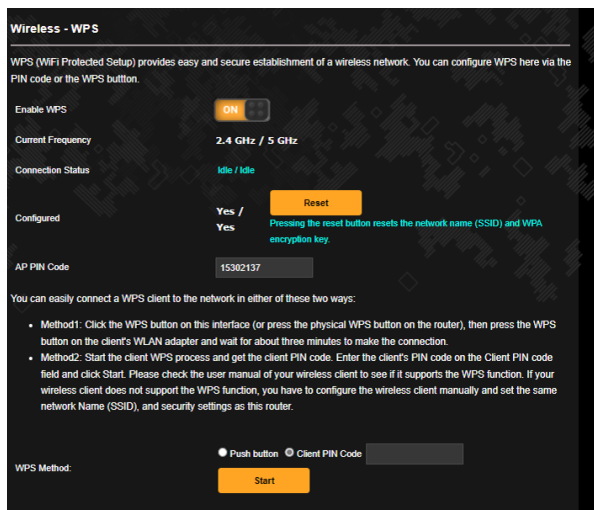 Wireless - WPS
WPS (WiFi Protected Setup) provides easy and secure establishment of a wireless network. You can configure WPS here via the
PIN code or the WPS buttton.
Enable WPS
ON
Current Frequency
2.4 GHz / 5 GHz
Connection Status
Idle / Idle
Configured
Yes /
Yes
Reset
Pressing the reset button resets the network name (SSID) and WPA
encryption key.
AP PIN Code
15302137
You can easily connect a WPS client to the network in either of these two ways:
• Method1: Click the WPS button on this interface (or press the physical WPS button on the router), then press the WPS
button on the client's WLAN adapter and wait for about three minutes to make the connection.
• Method2: Start the client WPS process and get the client PIN code. Enter the client's PIN code on the Client PIN code
field and click Start. Please check the user manual of your wireless client to see if it supports the WPS function. If your
wireless client does not support the WPS function, you have to configure the wireless client manually and set the same
network Name (SSID), and security settings as this router.
WPS Method:
Push button Client PIN Code
Start